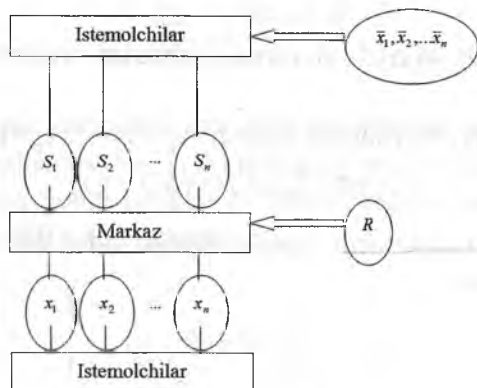 Istemolchilar
x̄₁, x̄₂, ...x̄ₙ
S₁ S₂ ... Sₙ
Markaz
R
x₁ x₂ ... xₙ
Istemolchilar